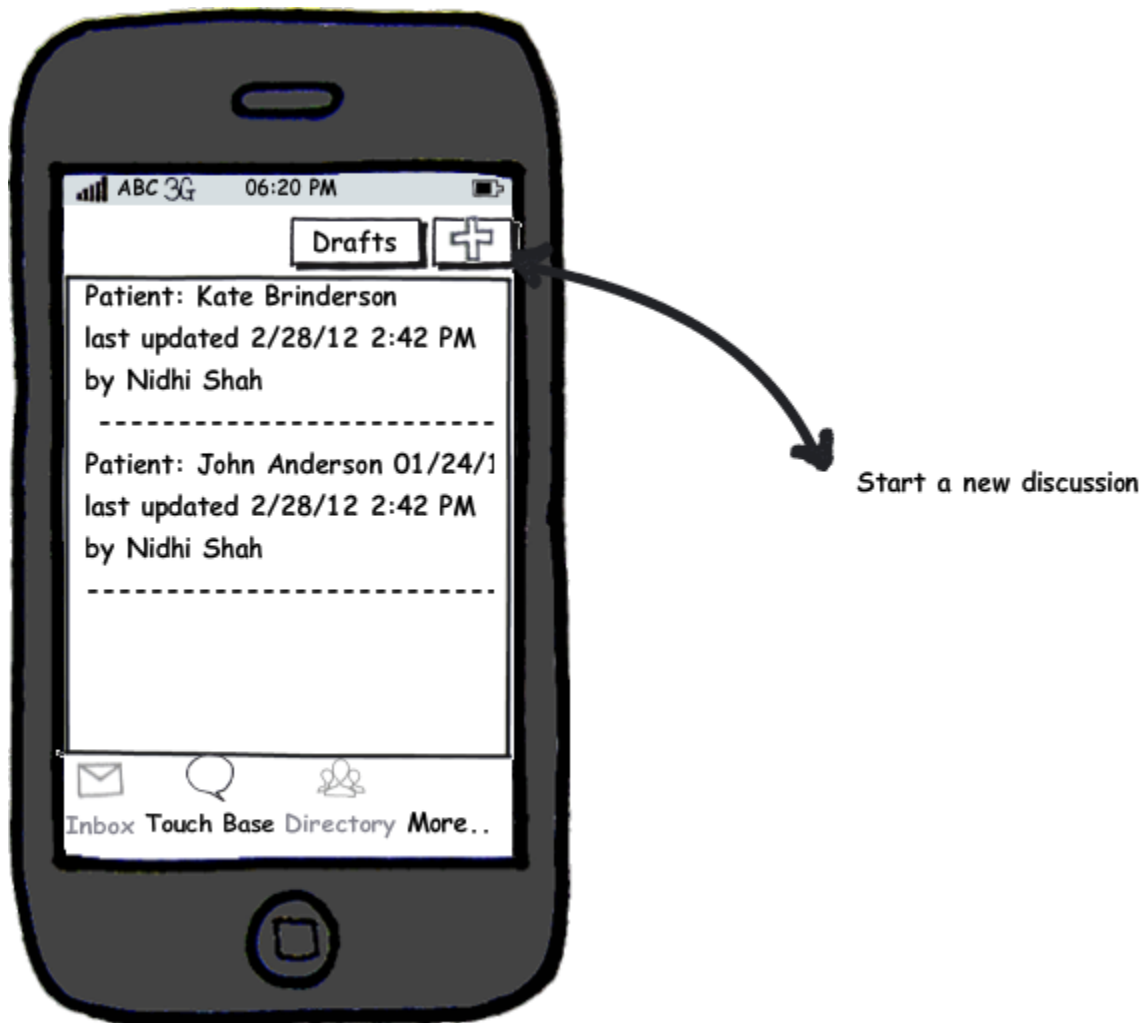 ABC 3G 06:20 PM
Drafts
Patient: Kate Brinderson
last updated 2/28/12 2:42 PM
by Nidhi Shah
---------------------------
Patient: John Anderson 01/24/1
last updated 2/28/12 2:42 PM
by Nidhi Shah
---------------------------
Start a new discussion
Inbox Touch Base Directory More..